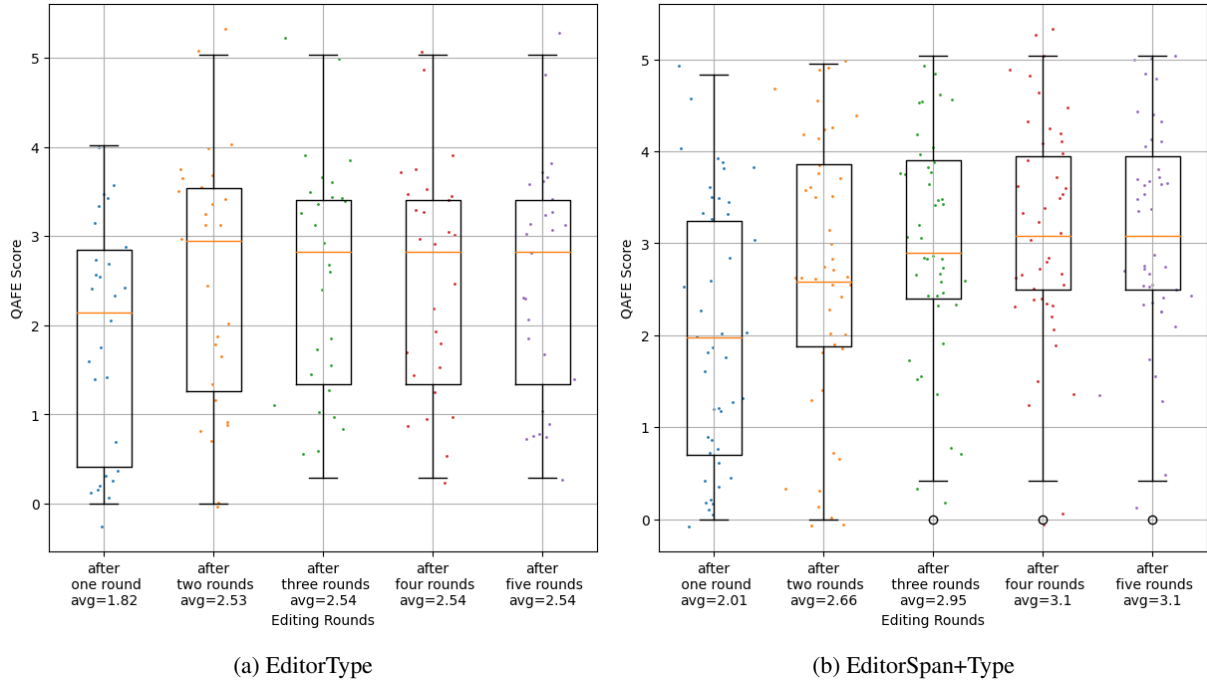 5
4
3
2
1
0
QAFE Score
after
one round
avg=1.82
after
two rounds
avg=2.53
after
three rounds
avg=2.54
after
four rounds
avg=2.54
after
five rounds
avg=2.54
Editing Rounds
(a) EditorType
5
4
3
2
1
0
QAFE Score
after
one round
avg=2.01
after
two rounds
avg=2.66
after
three rounds
avg=2.95
after
four rounds
avg=3.1
after
five rounds
avg=3.1
Editing Rounds
(b) EditorSpan+Type